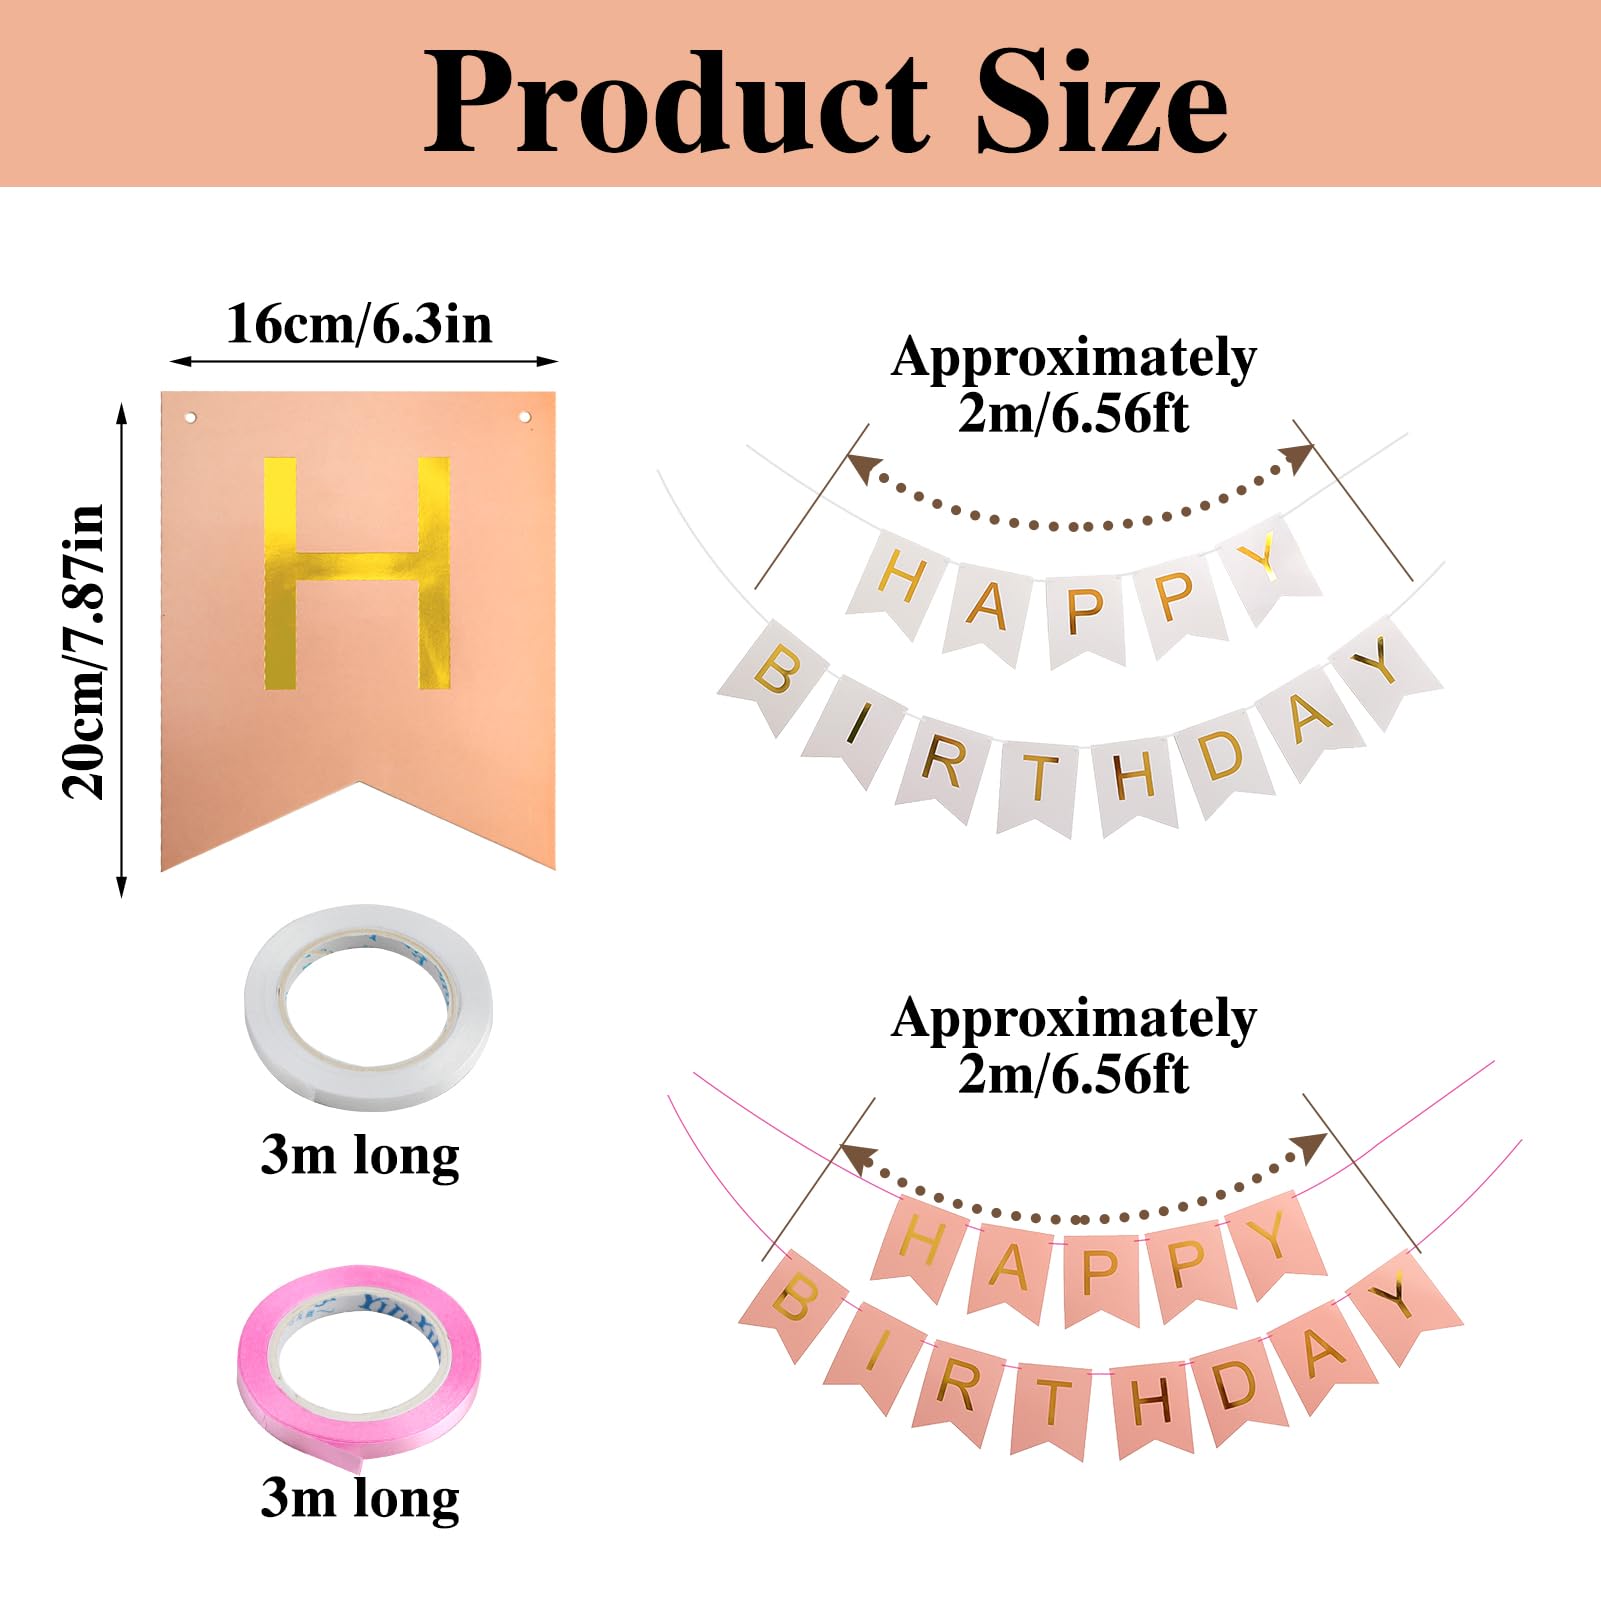 Product Size
16cm/6.3in
20cm/7.87in
H
3m long
3m long
Approximately
2m/6.56ft
HAPPY
BIRTHDAY
Approximately
2m/6.56ft
HAPPY
BIRTHDAY